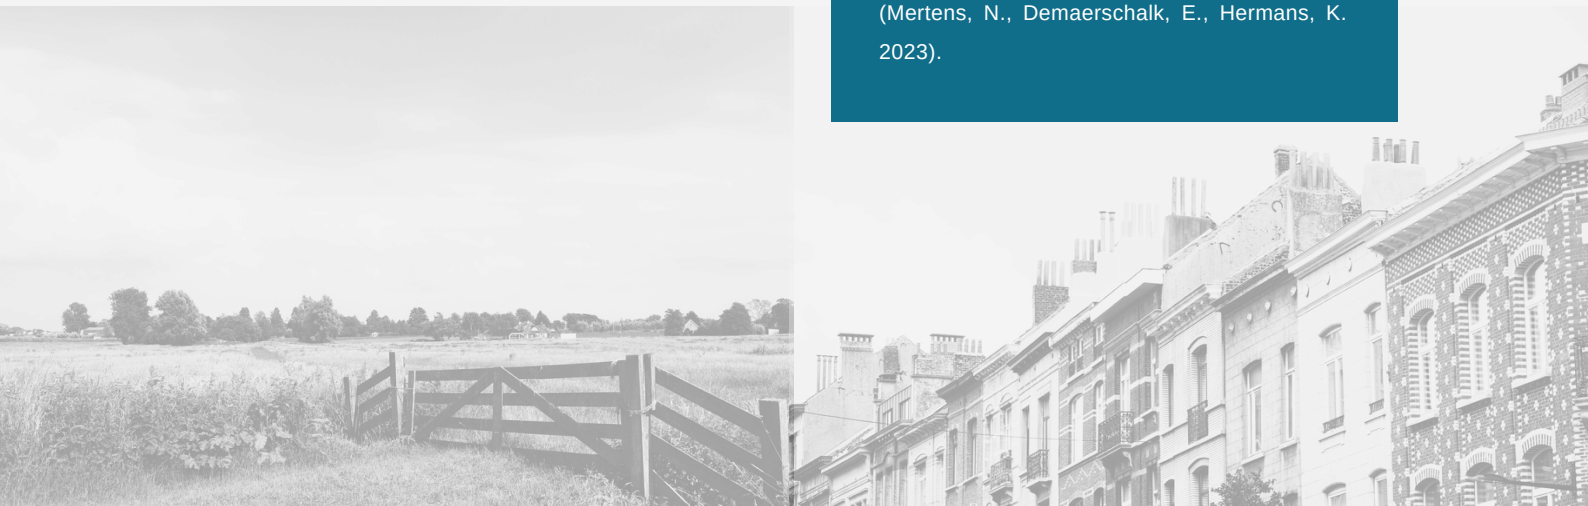 (Mertens, N., Demaerschalk, E., Hermans, K.
2023).